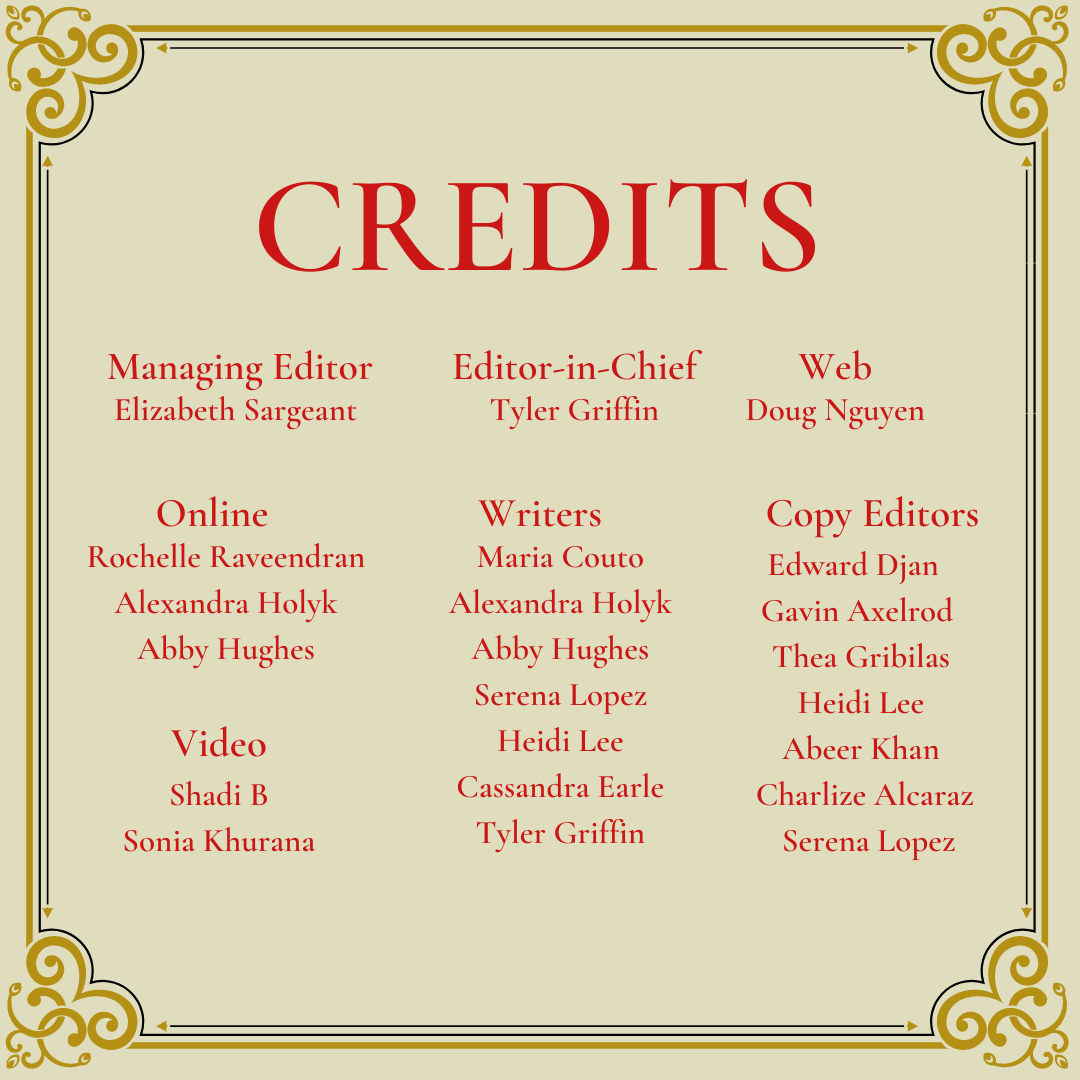 CREDITS
Managing Editor
Elizabeth Sargeant
Editor-in-Chief
Tyler Griffin
Web
Doug Nguyen
Online
Rochelle Raveendran
Alexandra Holyk
Abby Hughes
Video
Shadi B
Sonia Khurana
Writers
Maria Couto
Alexandra Holyk
Abby Hughes
Serena Lopez
Heidi Lee
Cassandra Earle
Tyler Griffin
Copy Editors
Edward Djan
Gavin Axelrod
Thea Gribilas
Heidi Lee
Abeer Khan
Charlize Alcaraz
Serena Lopez